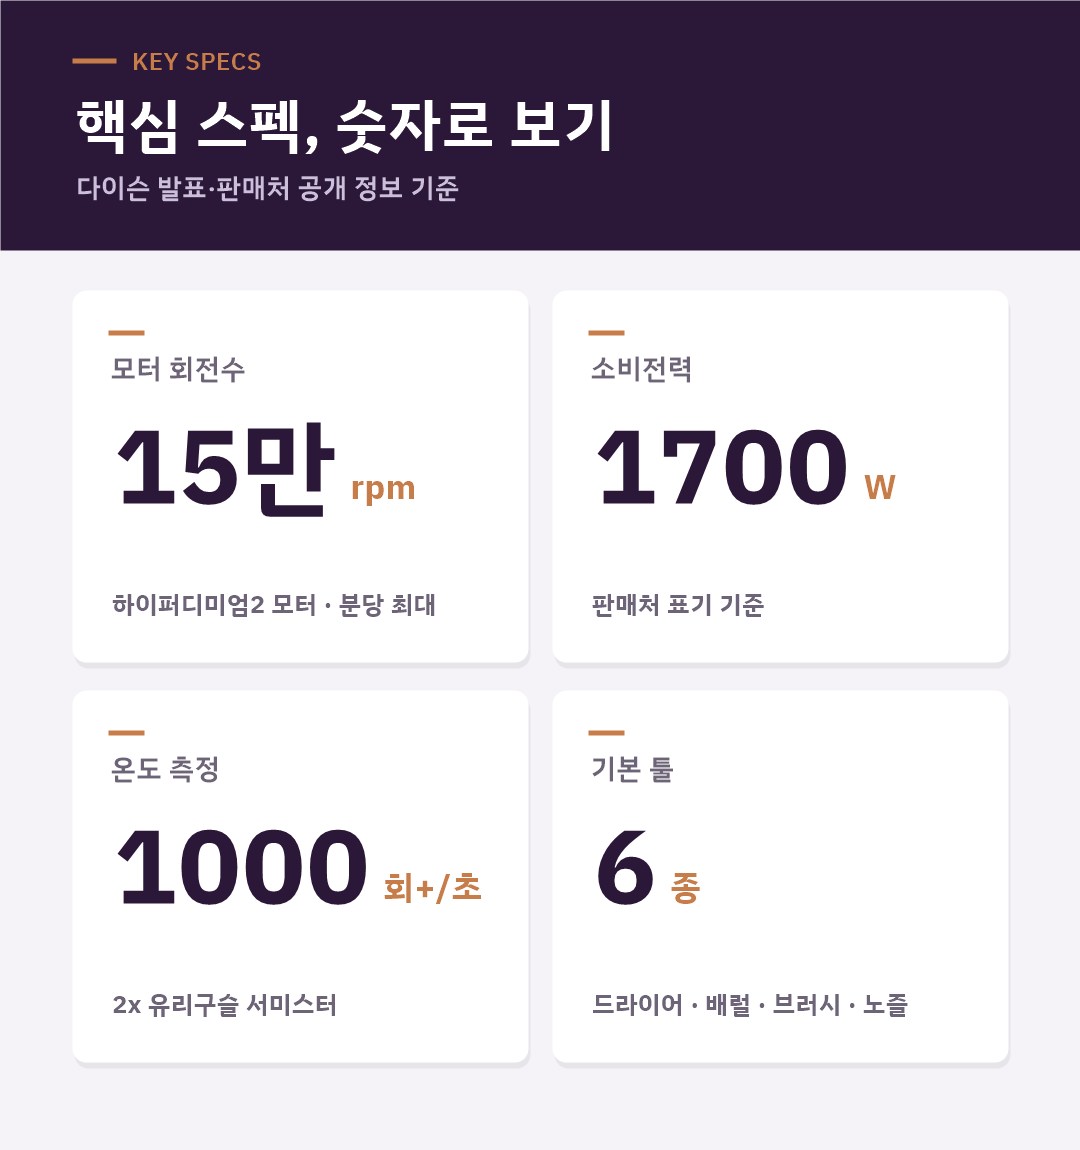 KEY SPECS
핵심 스펙, 숫자로 보기
다이슨 발표·판매처 공개 정보 기준
모터 회전수
15만 rpm
하이퍼디미엄2 모터 · 분당 최대
소비전력
1700 W
판매처 표기 기준
온도 측정
1000 회+/초
2x 유리구슬 서미스터
기본 툴
6 종
드라이어 · 배럴 · 브러시 · 노즐